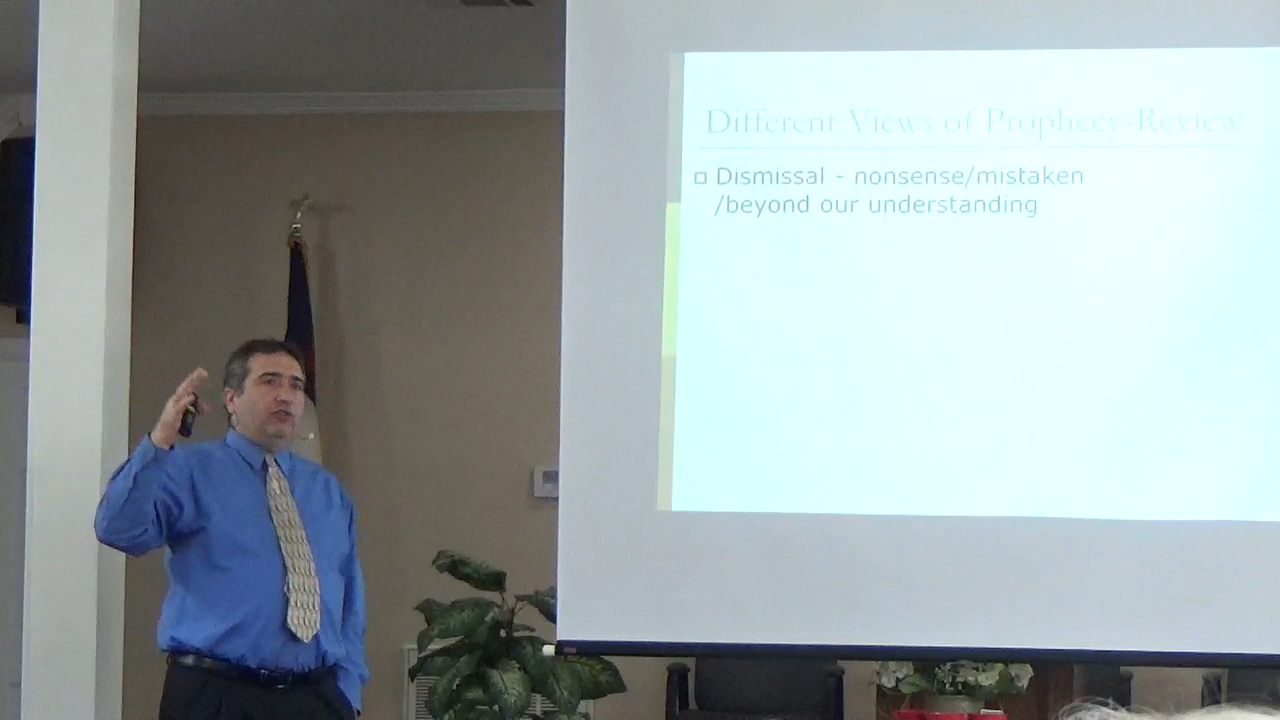 Different Views of Prophecy-Review
Dismissal - nonsense/mistaken
/beyond our understanding